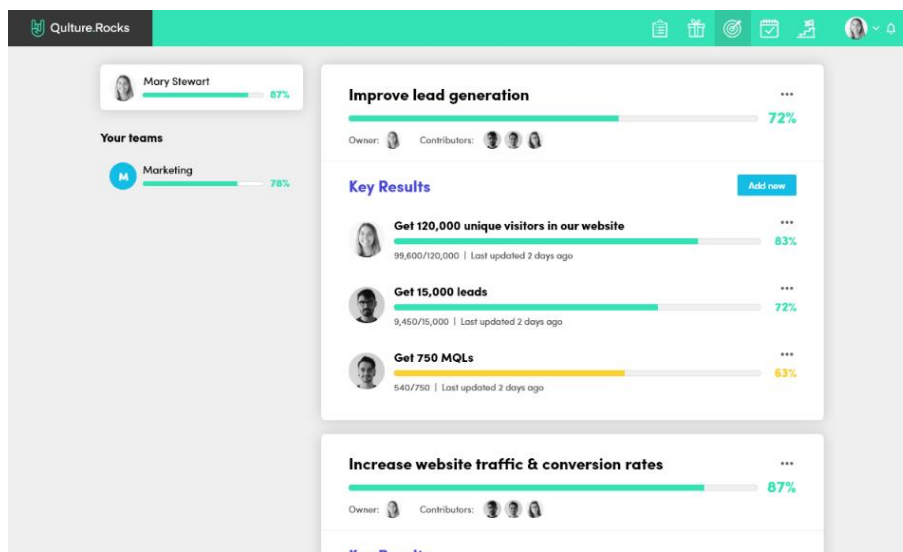 Qulture.Rocks
Mary Stewart
87%
Your teams
M
Marketing
78%
Improve lead generation
72%
Owner:
Contributors:
Key Results
Add new
Get 120,000 unique visitors in our website
83%
99,600/120,000 | Last updated 2 days ago
Get 15,000 leads
72%
9,450/15,000 | Last updated 2 days ago
Get 750 MQLs
63%
540/750 | Last updated 2 days ago
Increase website traffic & conversion rates
87%
Owner:
Contributors: